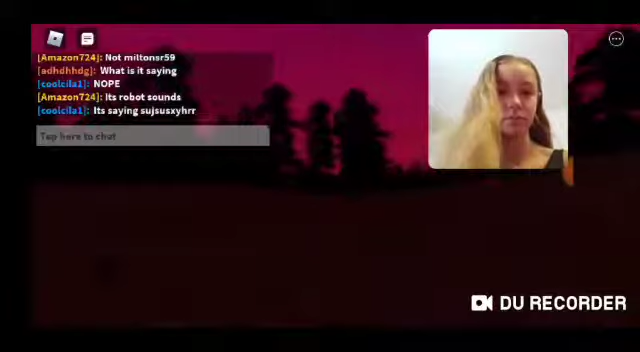 [Amazon724]: Not miltonsr59
[adhdhhdg]: What is it saying
[coolcila1]: NOPE
[Amazon724]: Its robot sounds
[coolcila1]: Its saying sujsusxyhrr
Tap here to chat
DU RECORDER